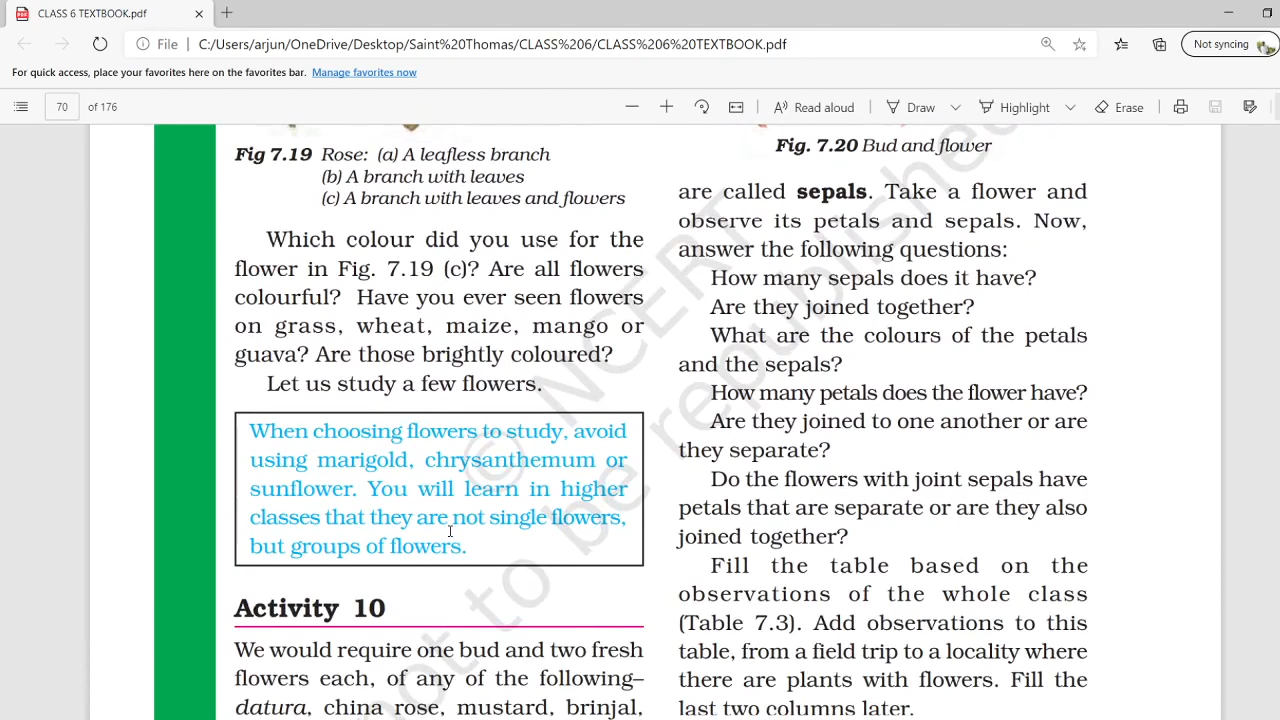 CLASS 6 TEXTBOOK.pdf
File
C:/Users/arjun/OneDrive/Desktop/Saint%20Thomas/CLASS%206/CLASS%206%20TEXTBOOK.pdf
Not syncing
For quick access, place your favorites here on the favorites bar. Manage favorites now
70 of 176
Read aloud
Draw
Highlight
Erase
Fig 7.19 Rose: (a) A leafless branch
(b) A branch with leaves
(c) A branch with leaves and flowers
Which colour did you use for the
flower in Fig. 7.19 (c)? Are all flowers
colourful? Have you ever seen flowers
on grass, wheat, maize, mango or
guava? Are those brightly coloured?
Let us study a few flowers.
When choosing flowers to study, avoid
using marigold, chrysanthemum or
sunflower. You will learn in higher
classes that they are not single flowers,
but groups of flowers.
Activity 10
We would require one bud and two fresh
flowers each, of any of the following–
datura, china rose, mustard, brinjal,
Fig. 7.20 Bud and flower
are called sepals. Take a flower and
observe its petals and sepals. Now,
answer the following questions:
How many sepals does it have?
Are they joined together?
What are the colours of the petals
and the sepals?
How many petals does the flower have?
Are they joined to one another or are
they separate?
Do the flowers with joint sepals have
petals that are separate or are they also
joined together?
Fill the table based on the
observations of the whole class
(Table 7.3). Add observations to this
table, from a field trip to a locality where
there are plants with flowers. Fill the
last two columns later.
© NCERT
not to be republished